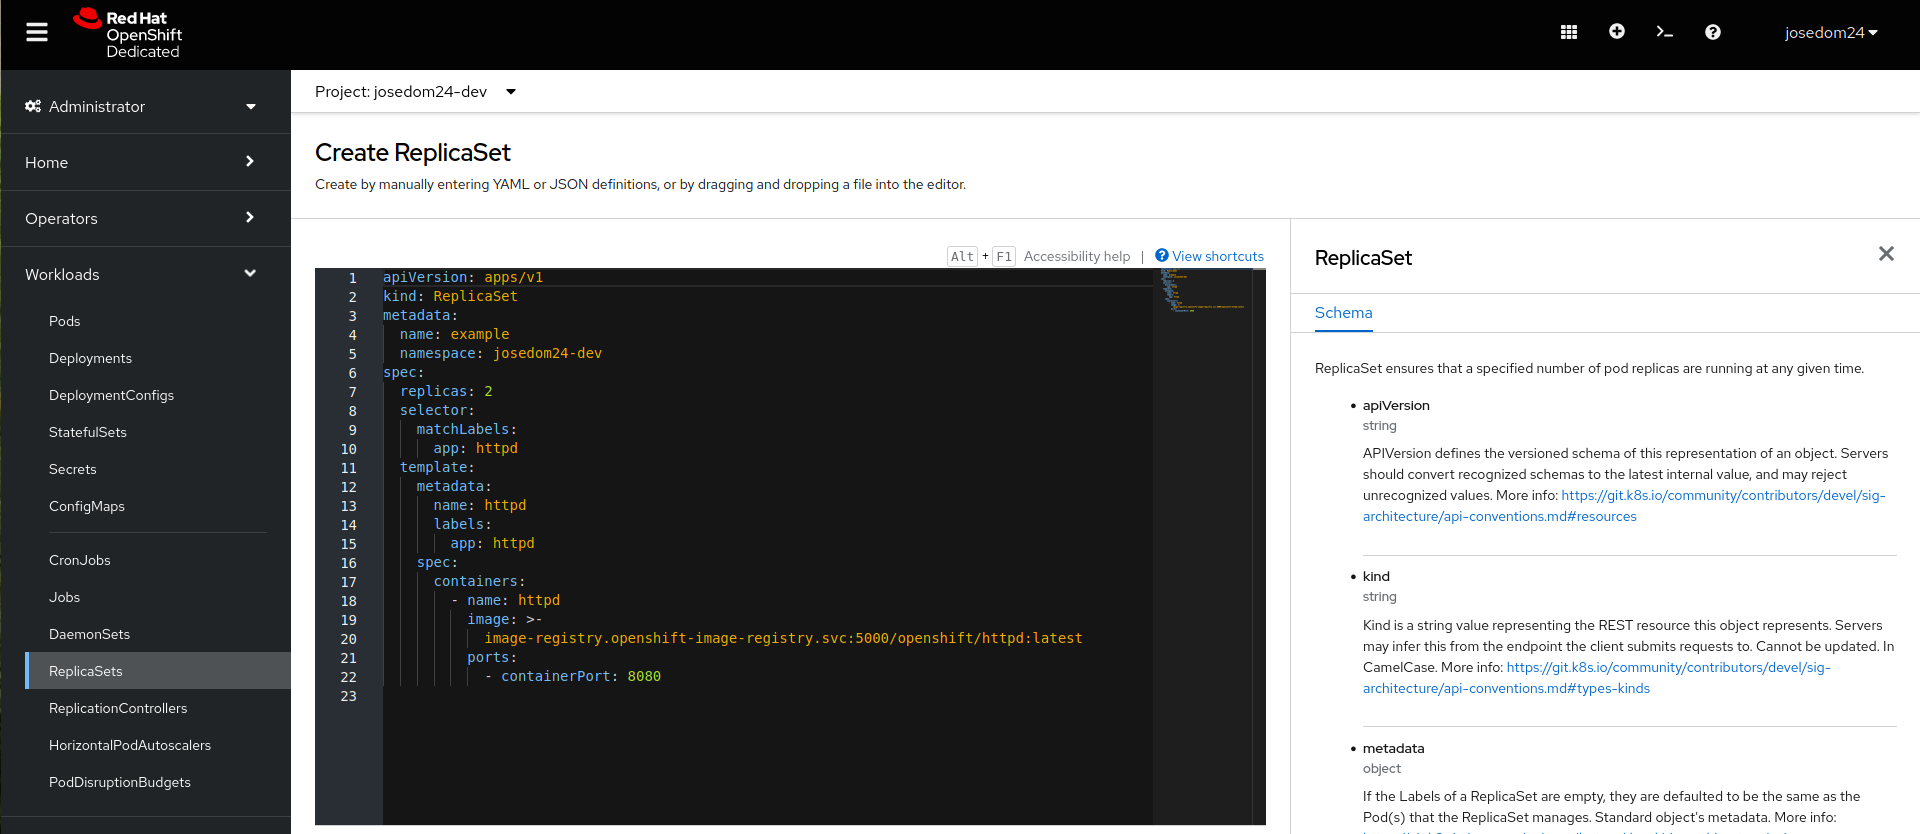 Red Hat
OpenShift
Dedicated
josedom24
Administrator
Home
Operators
Workloads
Pods
Deployments
DeploymentConfigs
StatefulSets
Secrets
ConfigMaps
CronJobs
Jobs
DaemonSets
ReplicaSets
ReplicationControllers
HorizontalPodAutoscalers
PodDisruptionBudgets
Project: josedom24-dev
Create ReplicaSet
Create by manually entering YAML or JSON definitions, or by dragging and dropping a file into the editor.
Alt + F1 Accessibility help | View shortcuts
1 apiVersion: apps/v1
2 kind: ReplicaSet
3 metadata:
4   name: example
5   namespace: josedom24-dev
6 spec:
7   replicas: 2
8   selector:
9     matchLabels:
10       app: httpd
11   template:
12     metadata:
13       name: httpd
14       labels:
15         app: httpd
16     spec:
17       containers:
18         - name: httpd
19           image: >-
20             image-registry.openshift-image-registry.svc:5000/openshift/httpd:latest
21           ports:
22             - containerPort: 8080
23
ReplicaSet
Schema
ReplicaSet ensures that a specified number of pod replicas are running at any given time.
• apiVersion
string
APIVersion defines the versioned schema of this representation of an object. Servers
should convert recognized schemas to the latest internal value, and may reject
unrecognized values. More info: https://git.k8s.io/community/contributors/devel/sig-
architecture/api-conventions.md#resources
• kind
string
Kind is a string value representing the REST resource this object represents. Servers
may infer this from the endpoint the client submits requests to. Cannot be updated. In
CamelCase. More info: https://git.k8s.io/community/contributors/devel/sig-
architecture/api-conventions.md#types-kinds
• metadata
object
If the Labels of a ReplicaSet are empty, they are defaulted to be the same as the
Pod(s) that the ReplicaSet manages. Standard object's metadata. More info: